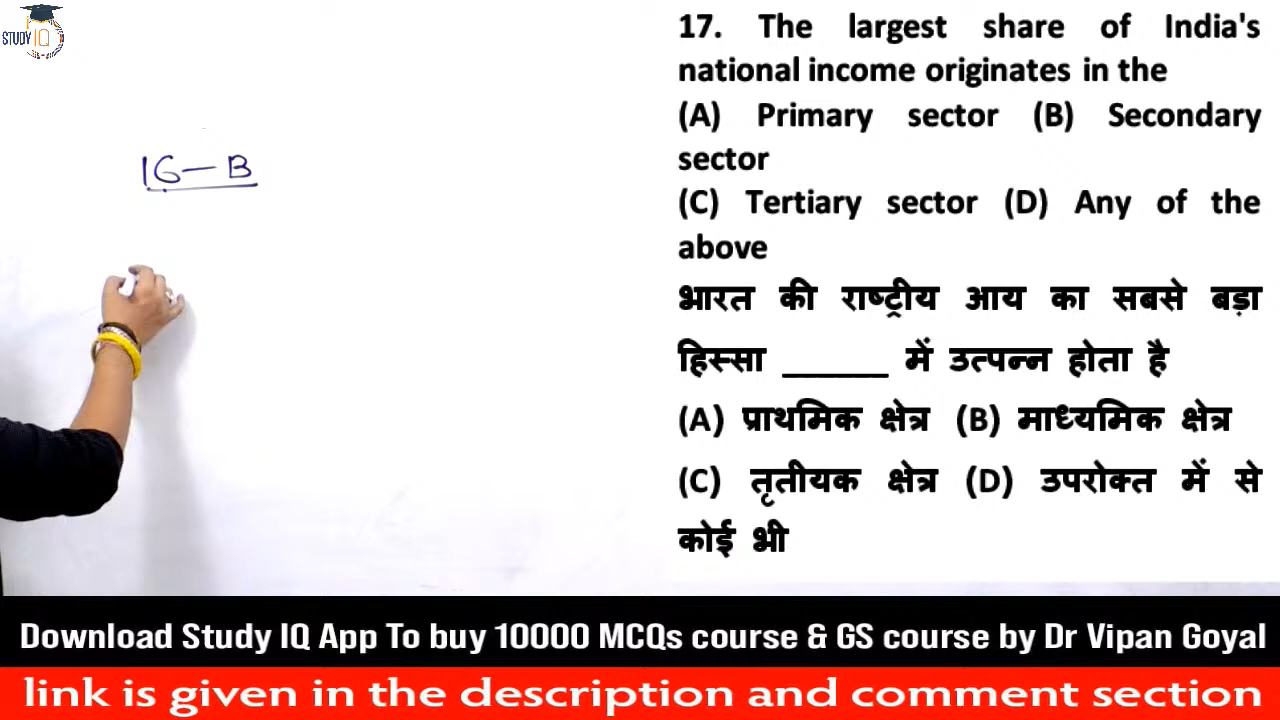 STUDY IQ
16 - B
17. The largest share of India's
national income originates in the
(A) Primary sector (B) Secondary
sector
(C) Tertiary sector (D) Any of the
above
भारत की राष्ट्रीय आय का सबसे बड़ा
हिस्सा ______ में उत्पन्न होता है
(A) प्राथमिक क्षेत्र (B) माध्यमिक क्षेत्र
(C) तृतीयक क्षेत्र (D) उपरोक्त में से
कोई भी
Download Study IQ App To buy 10000 MCQs course & GS course by Dr Vipan Goyal
link is given in the description and comment section